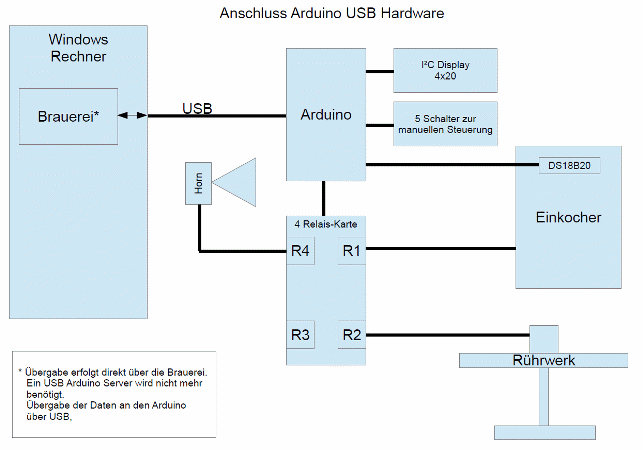 Anschluss Arduino USB Hardware
Windows
Rechner
Brauerei*
USB
Arduino
I²C Display
4x20
5 Schalter zur
manuellen Steuerung
DS18B20
Einkocher
Horn
4 Relais-Karte
R4
R1
R3
R2
Rührwerk
* Übergabe erfolgt direkt über die Brauerei.
Ein USB Arduino Server wird nicht mehr
benötigt.
Übergabe der Daten an den Arduino
über USB,